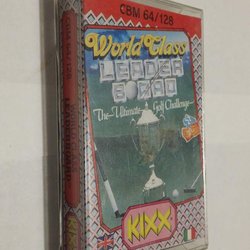 CBM 64/128
World Class
LEADER
BOARD
The Ultimate Golf Challenge
KIXX